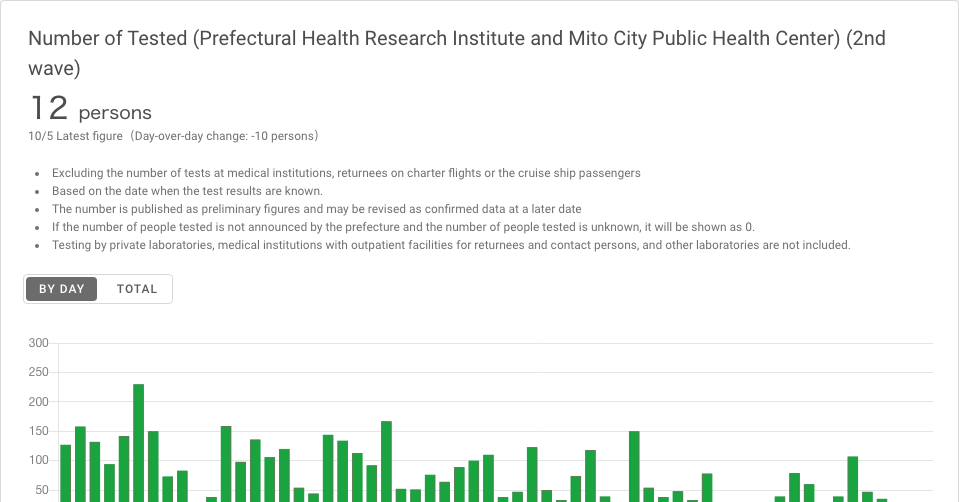 Number of Tested (Prefectural Health Research Institute and Mito City Public Health Center) (2nd
wave)
12 persons
10/5 Latest figure（Day-over-day change: -10 persons）
• Excluding the number of tests at medical institutions, returnees on charter flights or the cruise ship passengers
• Based on the date when the test results are known.
• The number is published as preliminary figures and may be revised as confirmed data at a later date
• If the number of people tested is not announced by the prefecture and the number of people tested is unknown, it will be shown as 0.
• Testing by private laboratories, medical institutions with outpatient facilities for returnees and contact persons, and other laboratories are not included.
BY DAY TOTAL
300
250
200
150
100
50